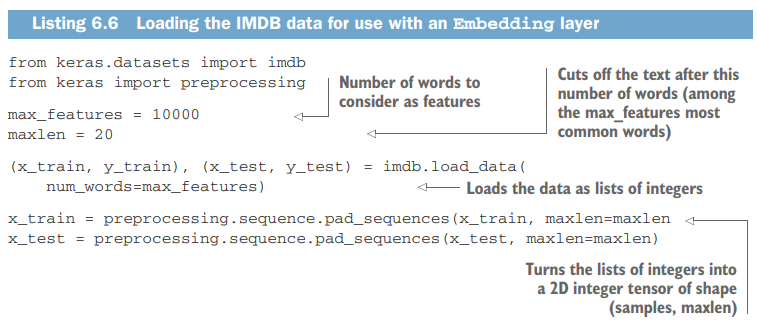 Listing 6.6 Loading the IMDB data for use with an Embedding layer
from keras.datasets import imdb
from keras import preprocessing
Number of words to
consider as features
Cuts off the text after this
number of words (among
the max_features most
common words)
max_features = 10000
maxlen = 20
(x_train, y_train), (x_test, y_test) = imdb.load_data(
num_words=max_features)
Loads the data as lists of integers
x_train = preprocessing.sequence.pad_sequences(x_train, maxlen=maxlen
x_test = preprocessing.sequence.pad_sequences(x_test, maxlen=maxlen)
Turns the lists of integers into
a 2D integer tensor of shape
(samples, maxlen)